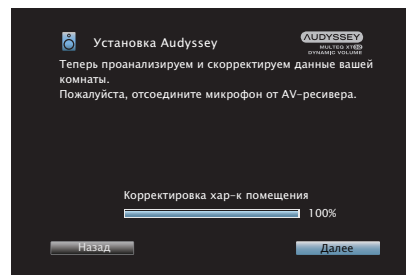 Установка Audyssey
AUDYSSEY
MULTEQ XT32
DYNAMIC VOLUME
Теперь проанализируем и скорректируем данные вашей
комнаты.
Пожалуйста, отсоедините микрофон от AV-ресивера.
Корректировка хар-к помещения
100%
Назад
Далее